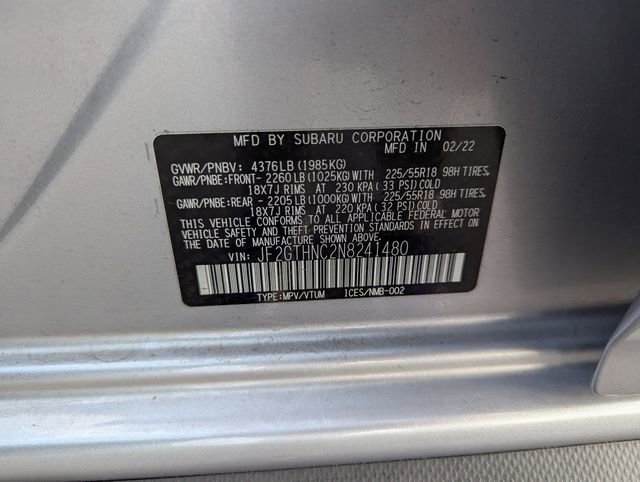 MFD BY SUBARU CORPORATION
MFD. IN 02/22
GVWR/PNBV: 4376LB(1985KG)
GAWR/PNBE:FRONT- 2260LB(1025KG)WITH 225/55R18 98H TIRES,
18X7J RIMS AT 230 KPA(33 PSI)COLD
GAWR/PNBE:REAR - 2205LB(1000KG)WITH 225/55R18 98H TIRES,
18X7J RIMS AT 220 KPA(32 PSI)COLD
THIS VEHICLE CONFORMS TO ALL APPLICABLE FEDERAL MOTOR
VEHICLE SAFETY AND THEFT PREVENTION STANDARDS IN EFFECT ON
THE DATE OF MANUFACTURE SHOWN ABOVE.
VIN: JF2GTHNC2N8241480
TYPE:MPV/VTUM ICES/NMB-002